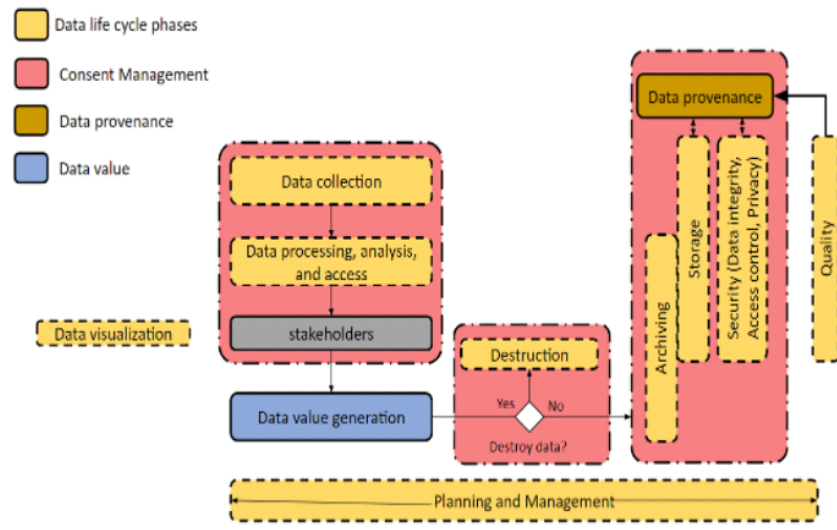 Data life cycle phases
Consent Management
Data provenance
Data value
Data collection
Data processing, analysis,
and access
stakeholders
Data visualization
Data value generation
Destruction
Yes
No
Destroy data?
Data provenance
Archiving
Storage
Security (Data integrity,
Access control, Privacy)
Quality
Planning and Management